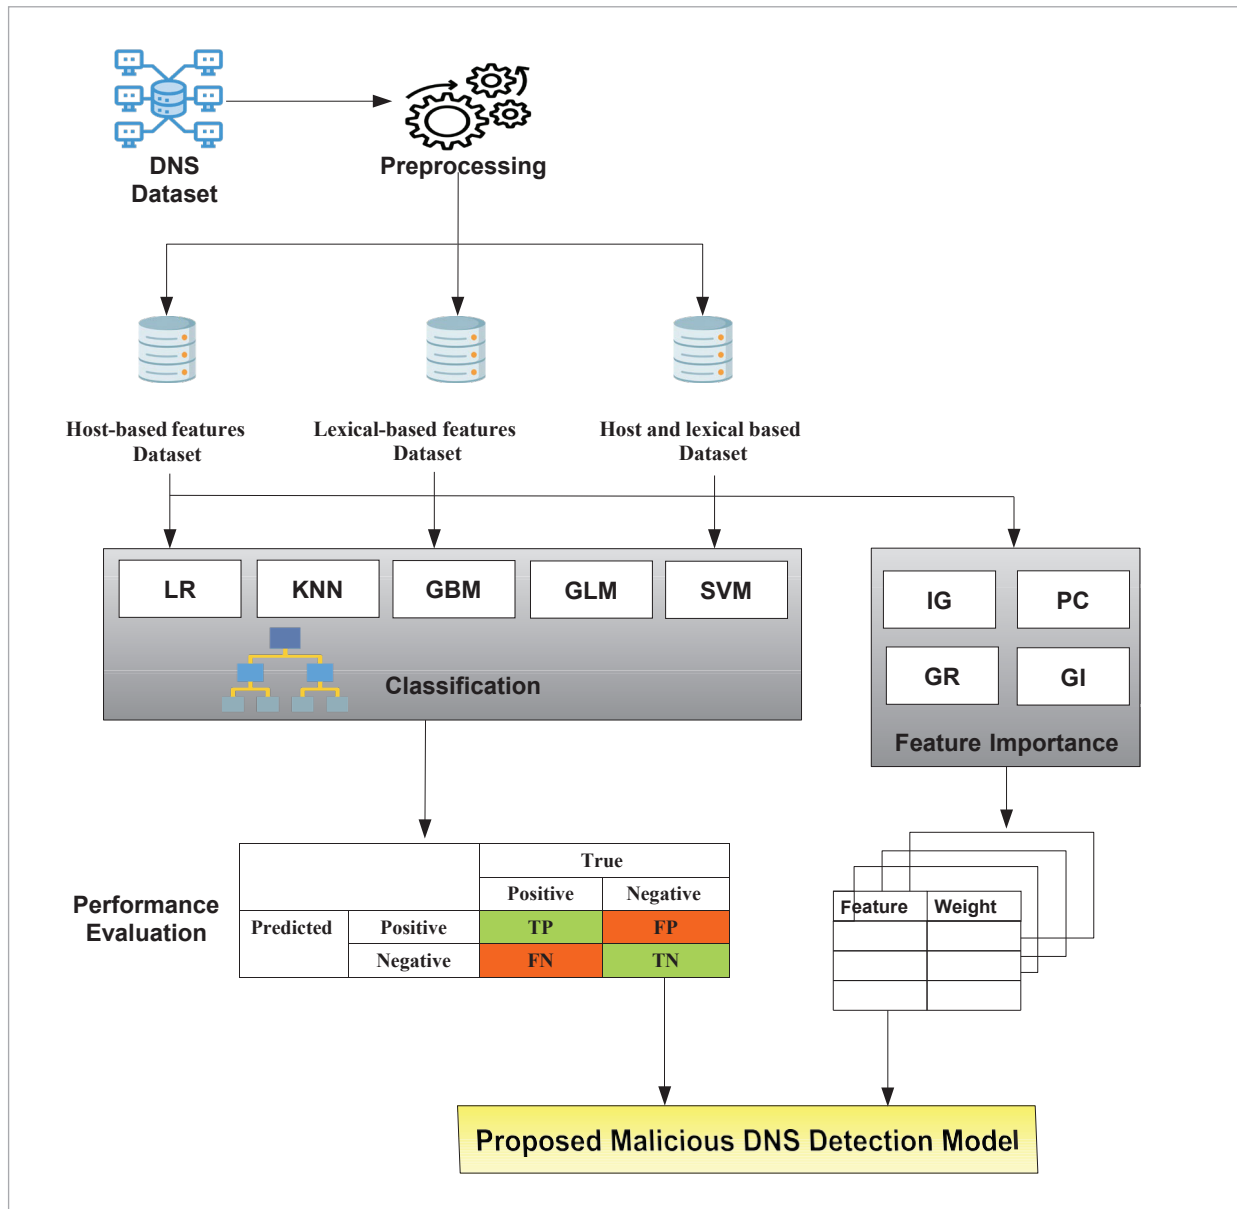 DNS
Dataset
Preprocessing
Host-based features
Dataset
Lexical-based features
Dataset
Host and lexical based
Dataset
LR
KNN
GBM
GLM
SVM
Classification
IG
PC
GR
GI
Feature Importance
Performance
Evaluation
True
Positive Negative
Predicted Positive TP FP
Negative FN TN
Feature Weight
Proposed Malicious DNS Detection Model